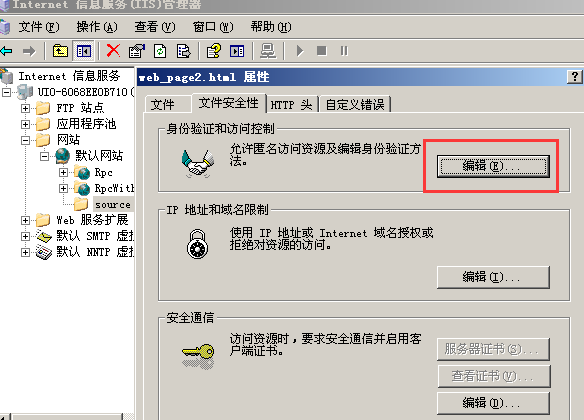 Internet 信息服务(IIS)管理器
文件(F) 操作(A) 查看(V) 窗口(W) 帮助(H)
Internet 信息服务
UIO-6068EE0B710(
FTP 站点
应用程序池
网站
默认网站
Rpc
RpcWith
source
Web 服务扩展
默认 SMTP 虚拟
默认 NNTP 虚拟
web_page2.html 属性
?
文件 文件安全性 HTTP 头 自定义错误
身份验证和访问控制
允许匿名访问资源及编辑身份验证方
法。
编辑(E)...
IP 地址和域名限制
使用 IP 地址或 Internet 域名授权或
拒绝对资源的访问。
编辑(I)...
安全通信
访问资源时，要求安全通信并启用客
户端证书。
服务器证书(S)...
查看证书(V)...
编辑(D)...